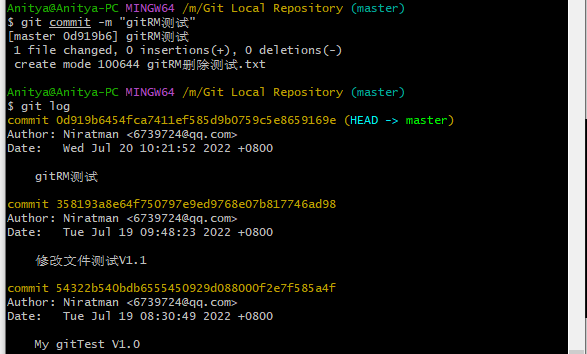 Anitya@Anitya-PC MINGW64 /m/Git Local Repository (master)
$ git commit -m "gitRM测试"
[master 0d919b6] gitRM测试
 1 file changed, 0 insertions(+), 0 deletions(-)
 create mode 100644 gitRM删除测试.txt
Anitya@Anitya-PC MINGW64 /m/Git Local Repository (master)
$ git log
commit 0d919b6454fca7411ef585d9b0759c5e8659169e (HEAD -> master)
Author: Niratman <6739724@qq.com>
Date:   Wed Jul 20 10:21:52 2022 +0800
    gitRM测试
commit 358193a8e64f750797e9ed9768e07b817746ad98
Author: Niratman <6739724@qq.com>
Date:   Tue Jul 19 09:48:23 2022 +0800
    修改文件测试V1.1
commit 54322b540bdb6555450929d088000f2e7f585a4f
Author: Niratman <6739724@qq.com>
Date:   Tue Jul 19 08:30:49 2022 +0800
    My gitTest V1.0